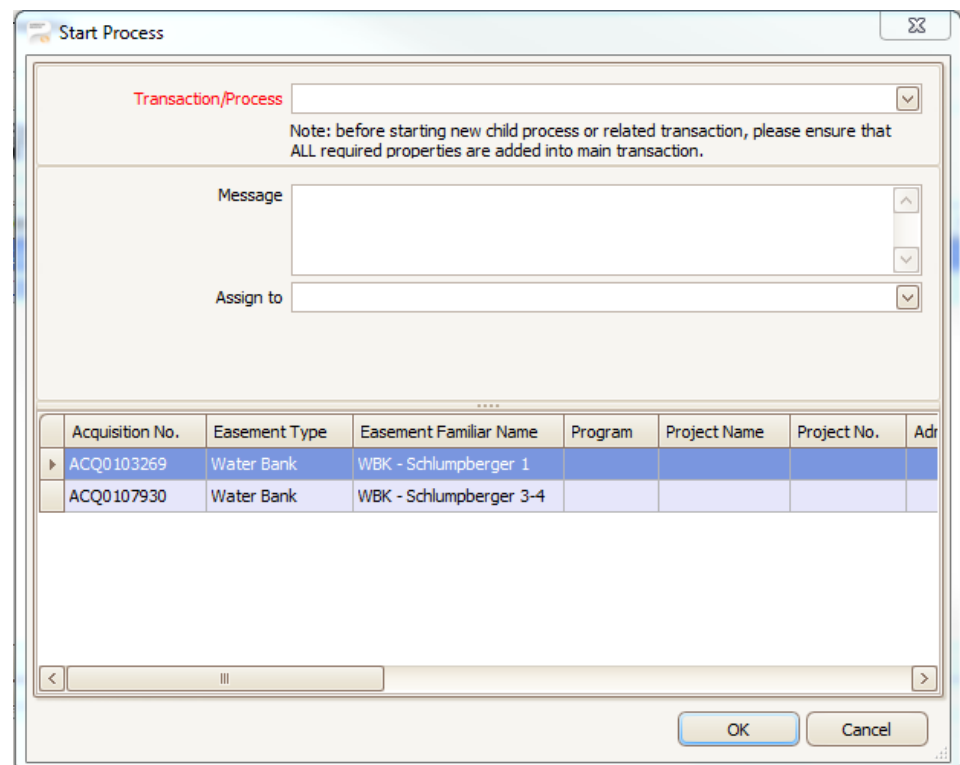 Start Process
Transaction/Process
Note: before starting new child process or related transaction, please ensure that
ALL required properties are added into main transaction.
Message
Assign to
Acquisition No. Easement Type Easement Familiar Name Program Project Name Project No. Adr
ACQ0103269 Water Bank WBK - Schlumpberger 1
ACQ0107930 Water Bank WBK - Schlumpberger 3-4
OK Cancel